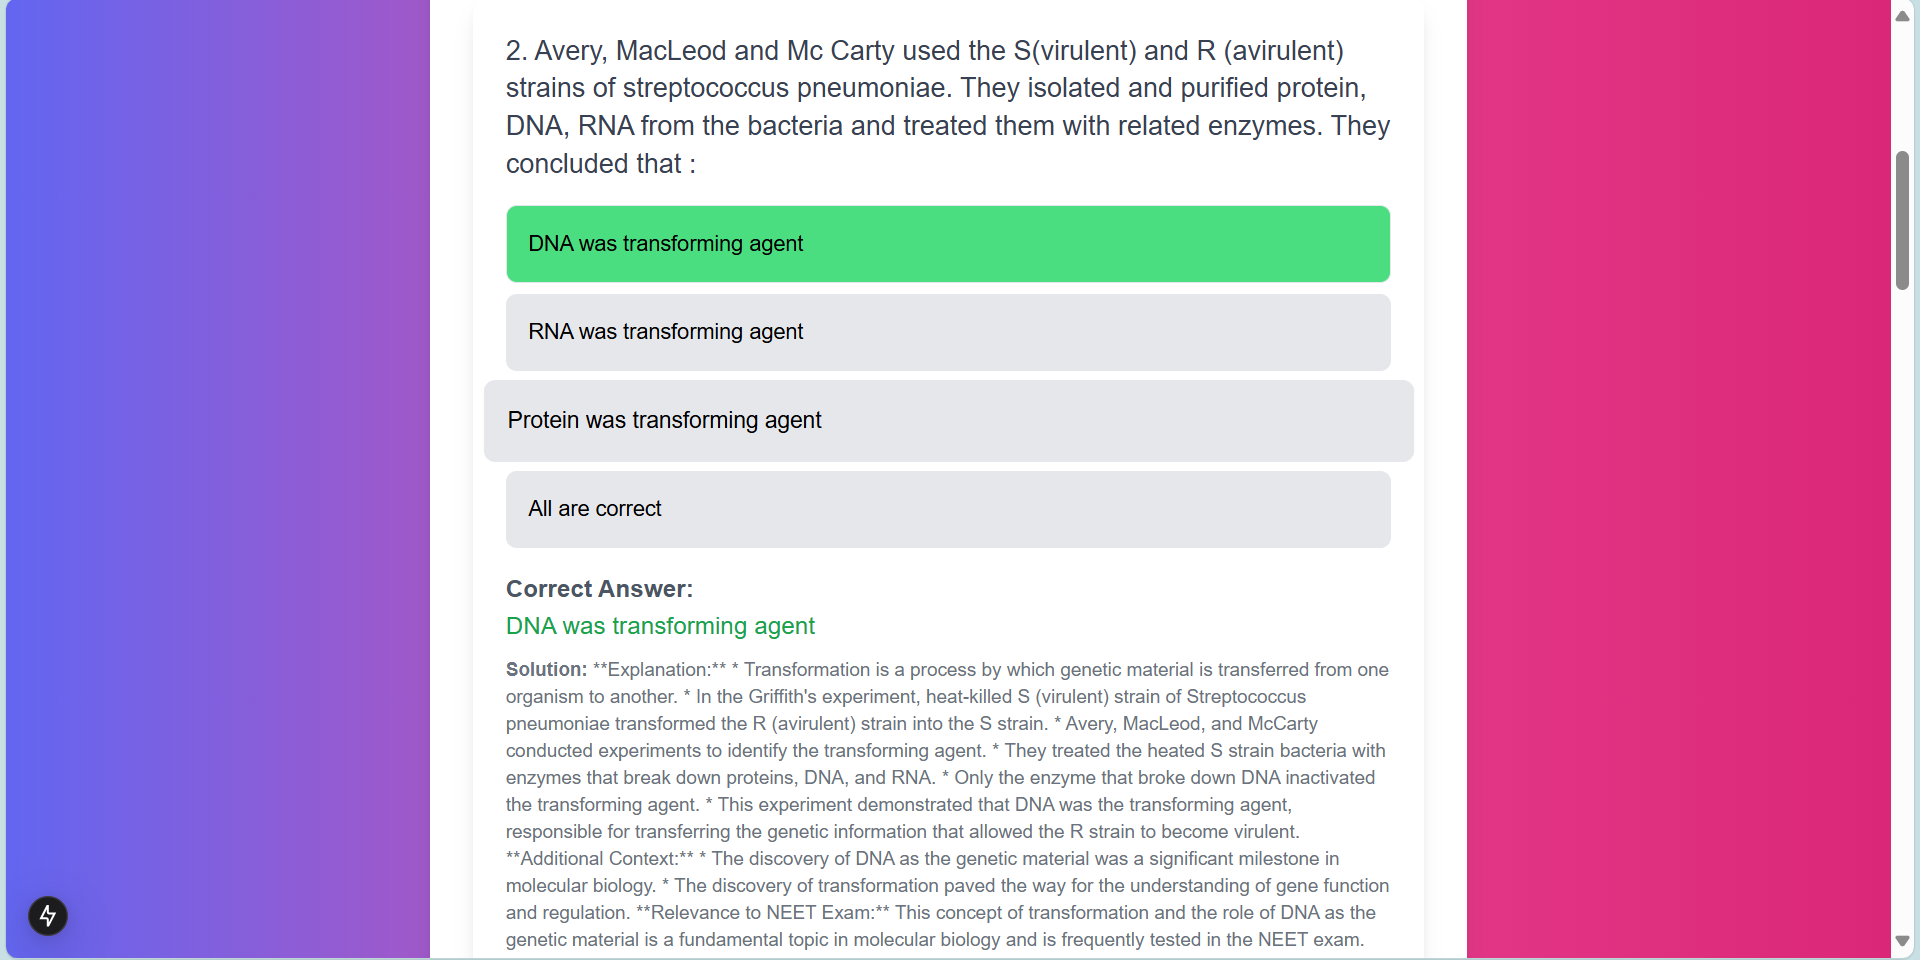 2. Avery, MacLeod and Mc Carty used the S(virulent) and R (avirulent)
strains of streptococcus pneumoniae. They isolated and purified protein,
DNA, RNA from the bacteria and treated them with related enzymes. They
concluded that :
DNA was transforming agent
RNA was transforming agent
Protein was transforming agent
All are correct
Correct Answer:
DNA was transforming agent
Solution: **Explanation:** * Transformation is a process by which genetic material is transferred from one
organism to another. * In the Griffith's experiment, heat-killed S (virulent) strain of Streptococcus
pneumoniae transformed the R (avirulent) strain into the S strain. * Avery, MacLeod, and McCarty
conducted experiments to identify the transforming agent. * They treated the heated S strain bacteria with
enzymes that break down proteins, DNA, and RNA. * Only the enzyme that broke down DNA inactivated
the transforming agent. * This experiment demonstrated that DNA was the transforming agent,
responsible for transferring the genetic information that allowed the R strain to become virulent.
**Additional Context:** * The discovery of DNA as the genetic material was a significant milestone in
molecular biology. * The discovery of transformation paved the way for the understanding of gene function
and regulation. **Relevance to NEET Exam:** This concept of transformation and the role of DNA as the
genetic material is a fundamental topic in molecular biology and is frequently tested in the NEET exam.